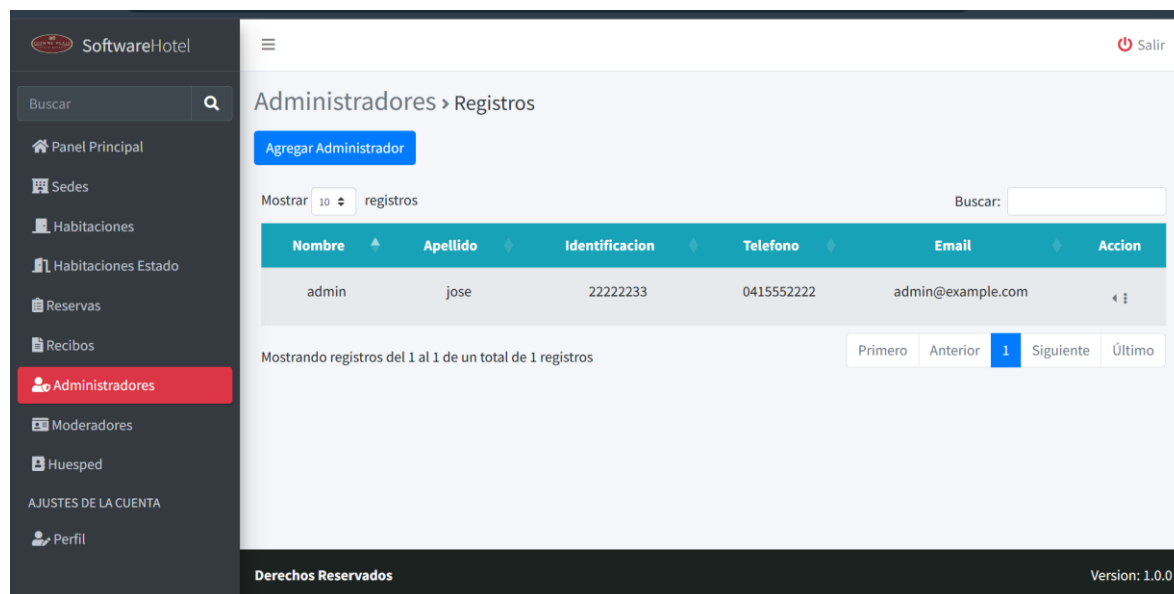 SoftwareHotel
Salir
Buscar
Administradores › Registros
Panel Principal
Agregar Administrador
Sedes
Mostrar 10 registros
Buscar:
Habitaciones
Nombre Apellido Identificacion Telefono Email Accion
Habitaciones Estado
admin jose 22222233 0415552222 admin@example.com
Reservas
Recibos
Mostrando registros del 1 al 1 de un total de 1 registros
Primero Anterior 1 Siguiente Último
Administradores
Moderadores
Huesped
AJUSTES DE LA CUENTA
Perfil
Derechos Reservados
Version: 1.0.0